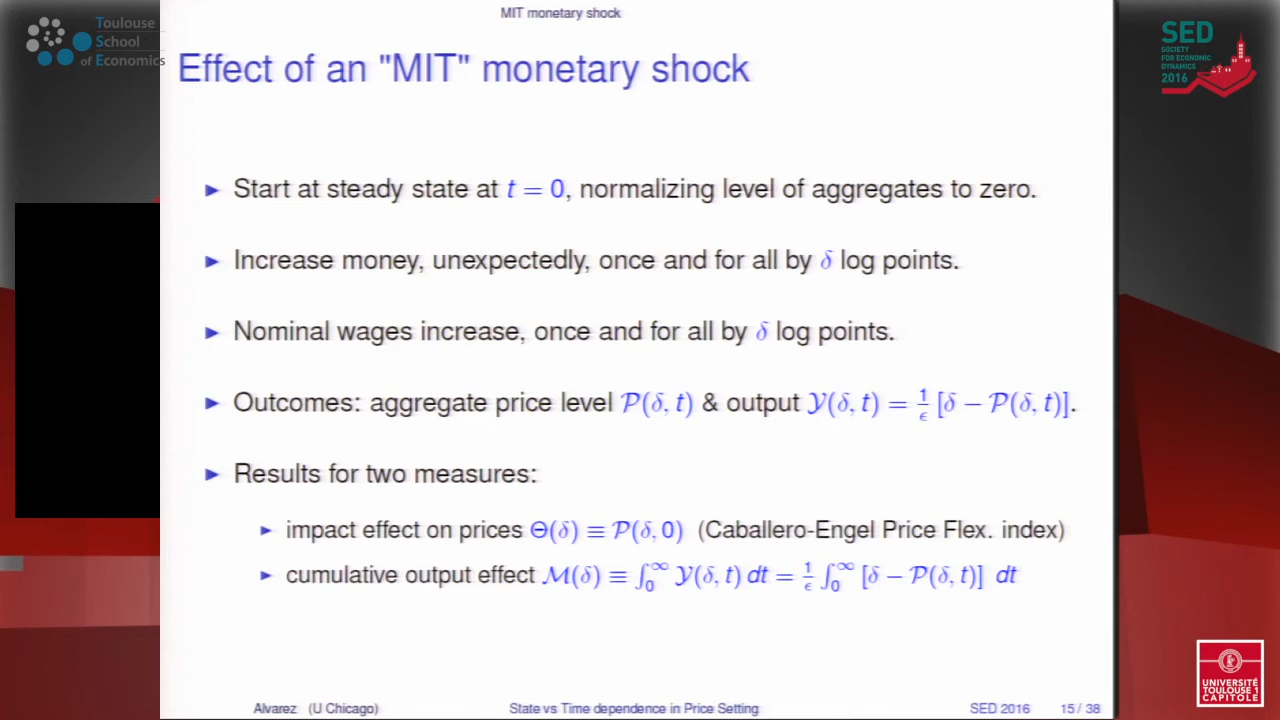 MIT monetary shock
Toulouse
School
of Economics
SED
SOCIETY
FOR ECONOMIC
DYNAMICS
2016
Effect of an "MIT" monetary shock
► Start at steady state at t = 0, normalizing level of aggregates to zero.
► Increase money, unexpectedly, once and for all by δ log points.
► Nominal wages increase, once and for all by δ log points.
► Outcomes: aggregate price level 𝒫(δ, t) & output 𝒴(δ, t) = 1/ϵ [δ − 𝒫(δ, t)].
► Results for two measures:
► impact effect on prices Θ(δ) ≡ 𝒫(δ, 0) (Caballero-Engel Price Flex. index)
► cumulative output effect ℳ(δ) ≡ ∫₀^∞ 𝒴(δ, t) dt = 1/ϵ ∫₀^∞ [δ − 𝒫(δ, t)] dt
Alvarez (U Chicago) State vs Time dependence in Price Setting SED 2016 15 / 38
UNIVERSITÉ
TOULOUSE 1
CAPITOLE